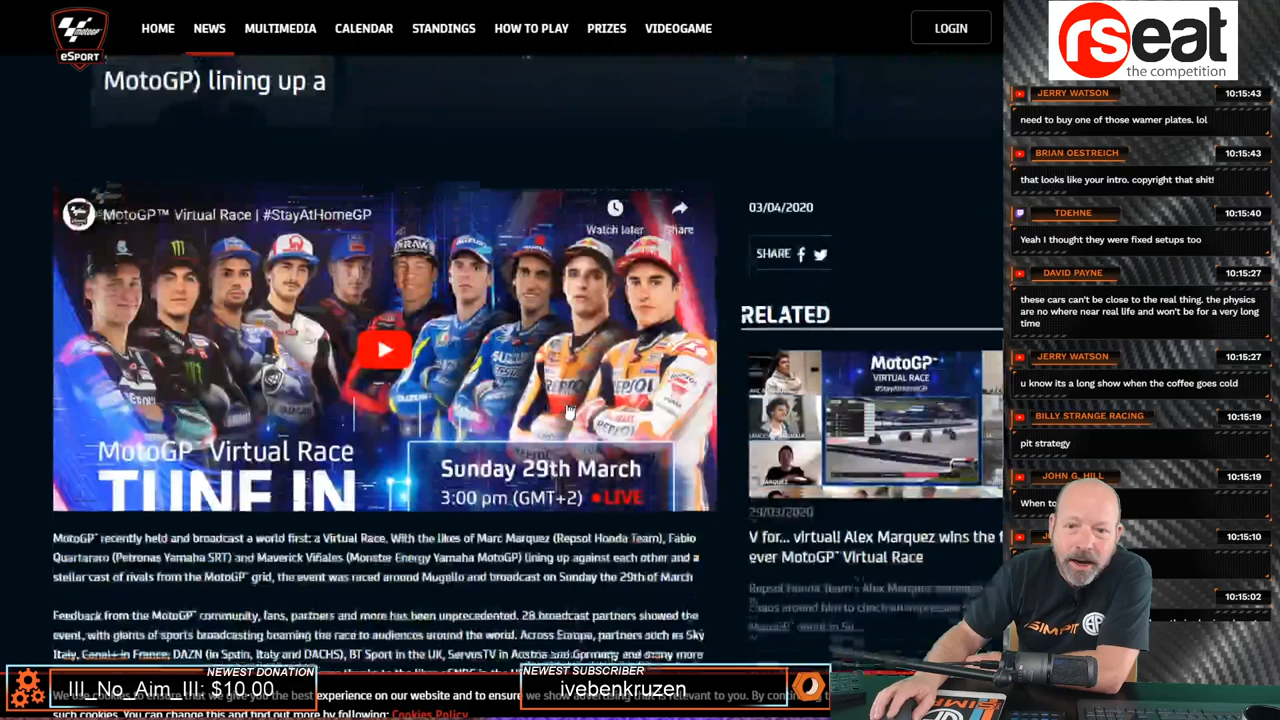 motoGP
eSPORT
HOME NEWS MULTIMEDIA CALENDAR STANDINGS HOW TO PLAY PRIZES VIDEOGAME LOGIN
MotoGP) lining up a
MotoGP™ Virtual Race | #StayAtHomeGP
Watch later
Share
MotoGP™ Virtual Race
TUNE IN
Sunday 29th March
3:00 pm (GMT+2) ●LIVE
MotoGP™ recently held and broadcast a world first: a Virtual Race. With the likes of Marc Marquez (Repsol Honda Team), Fabio
Quartararo (Petronas Yamaha SRT) and Maverick Viñales (Monster Energy Yamaha MotoGP) lining up against each other and a
stellar cast of rivals from the MotoGP™ grid, the event was raced around Mugello and broadcast on Sunday the 29th of March
Feedback from the MotoGP™ community, fans, partners and more has been unprecedented. 28 broadcast partners showed the
event, with giants of sports broadcasting beaming the race to audiences around the world. Across Europe, partners such as Sky
Italy, Canal+ in France, DAZN (in Spain, Italy and DACHS), BT Sport in the UK, ServusTV in Austria and Germany, and many more
03/04/2020
SHARE
RELATED
MotoGP™
VIRTUAL RACE
#StayAtHomeGP
29/03/2020
V for... virtual! Alex Marquez wins the f
ever MotoGP™ Virtual Race
Repsol Honda Team's Alex Marquez
chaos around him to clinch
experience on our website and to ensure we show advertising that is relevant to you. By
such cookies. You can change this and find out more by following: Cookies Policy
NEWEST DONATION
III_No_Aim_III: $10.00
NEWEST SUBSCRIBER
ivebenkruzen
rseat
the competition
JERRY WATSON 10:15:43
need to buy one of those warner plates. lol
BRIAN OESTREICH 10:15:43
that looks like your intro. copyright that shit!
TDEHNE 10:15:40
Yeah I thought they were fixed setups too
DAVID PAYNE 10:15:27
these cars can't be close to the real thing. the physics
are no where near real life and won't be for a very long
time
JERRY WATSON 10:15:27
u know its a long show when the coffee goes cold
BILLY STRANGE RACING 10:15:19
pit strategy
JOHN G. HILL 10:15:19
When
10:15:10
10:15:02
SIMPIT